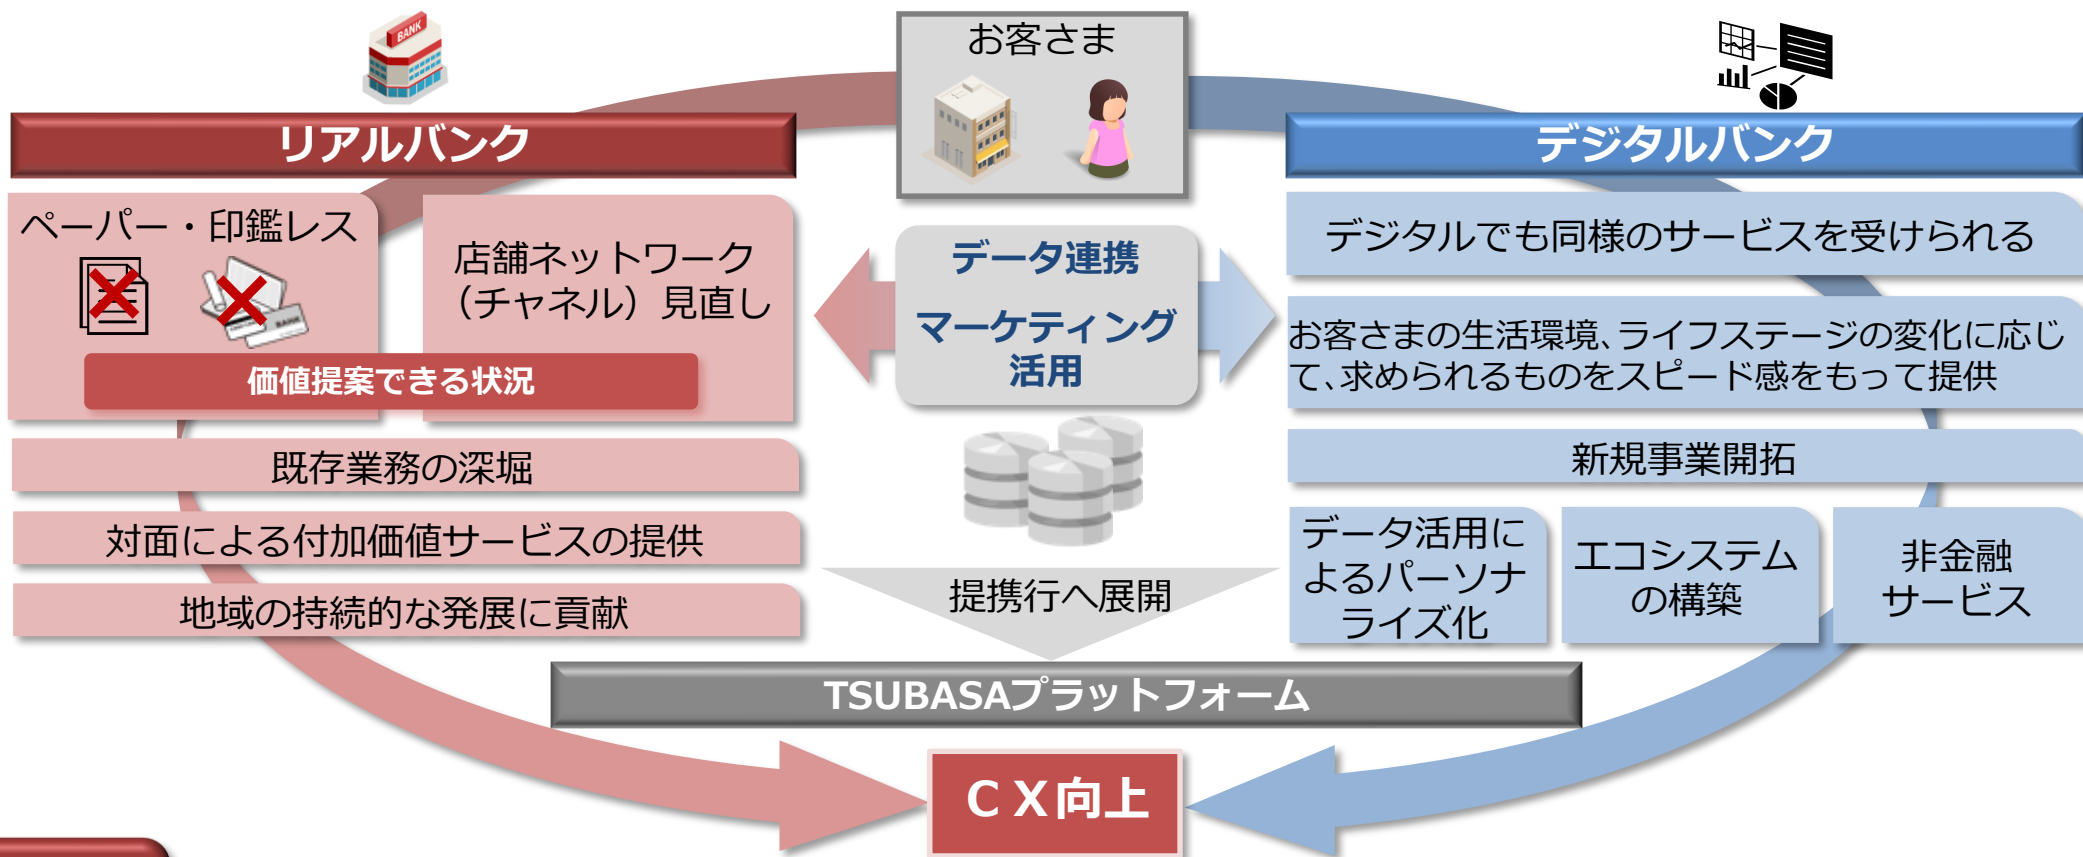 お客さま
BANK
リアルバンク
ペーパー・印鑑レス
BANK
店舗ネットワーク
（チャネル）見直し
価値提案できる状況
既存業務の深堀
対面による付加価値サービスの提供
地域の持続的な発展に貢献
データ連携
マーケティング
活用
提携行へ展開
デジタルバンク
デジタルでも同様のサービスを受けられる
お客さまの生活環境、ライフステージの変化に応じ
て、求められるものをスピード感をもって提供
新規事業開拓
データ活用に
よるパーソナ
ライズ化
エコシステム
の構築
非金融
サービス
TSUBASAプラットフォーム
ＣＸ向上